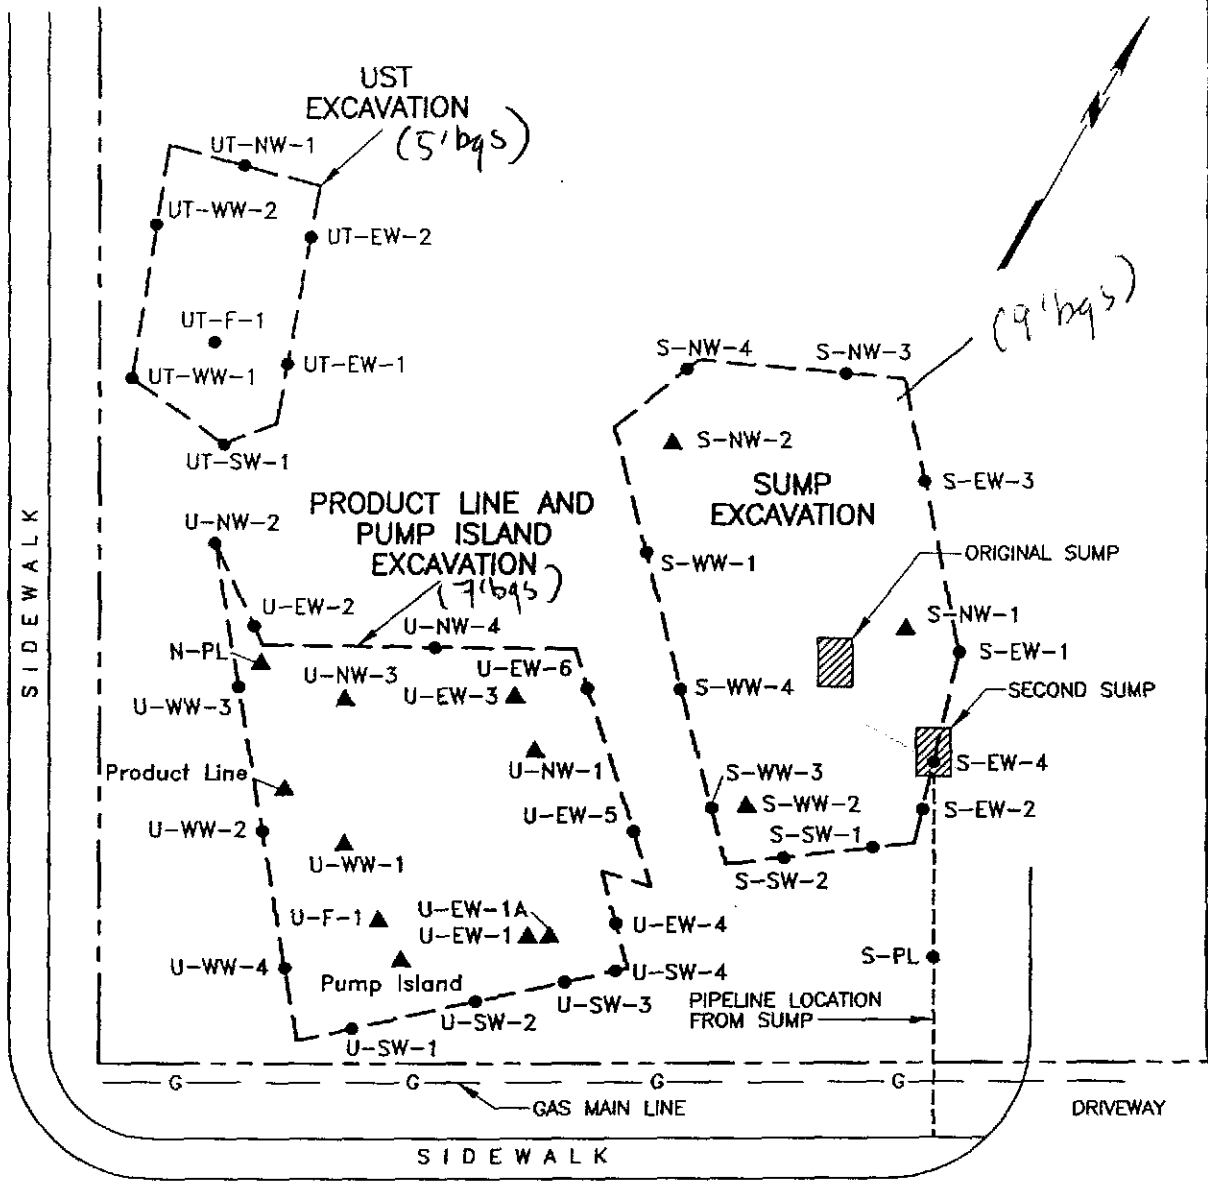 UST
EXCAVATION
(5'bgs)
UT-NW-1
UT-WW-2
UT-EW-2
UT-F-1
UT-EW-1
UT-WW-1
UT-SW-1
(9'bgs)
S-NW-4
S-NW-3
S-NW-2
SUMP
EXCAVATION
S-EW-3
ORIGINAL SUMP
S-WW-1
S-NW-1
S-EW-1
S-WW-4
SECOND SUMP
S-EW-4
S-WW-3
S-WW-2
S-EW-2
S-SW-1
S-SW-2
S-PL
PIPELINE LOCATION
FROM SUMP
PRODUCT LINE AND
PUMP ISLAND
EXCAVATION
(7'bgs)
U-NW-2
U-EW-2
U-NW-4
N-PL
U-NW-3
U-EW-6
U-EW-3
U-WW-3
U-NW-1
Product Line
U-EW-5
U-WW-2
U-WW-1
U-EW-1A
U-F-1
U-EW-1
U-EW-4
U-WW-4
Pump Island
U-SW-4
U-SW-3
U-SW-2
U-SW-1
SIDEWALK
G
G
G
G
GAS MAIN LINE
DRIVEWAY
SIDEWALK